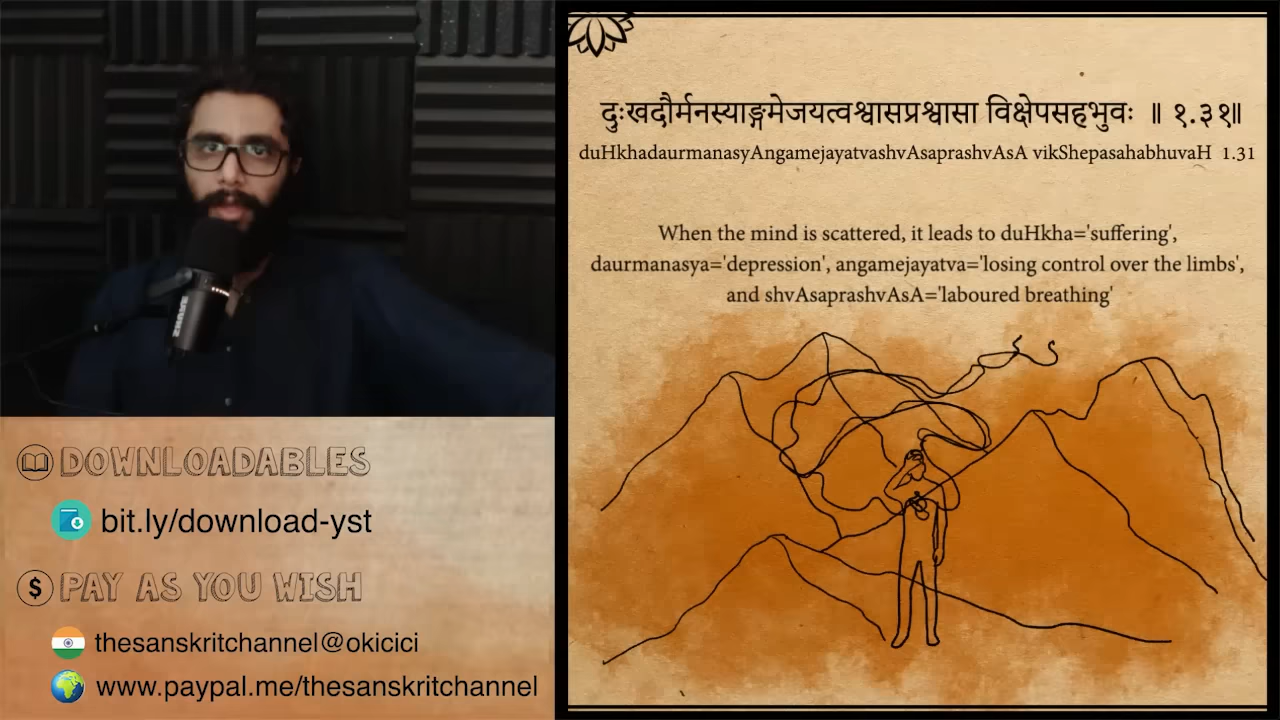 DOWNLOADABLES
bit.ly/download-yst
PAY AS YOU WISH
thesanskritchannel@okicici
www.paypal.me/thesanskritchannel
दुःखदौर्मनस्याङ्गमेजयत्वश्वासप्रश्वासा विक्षेपसहभुवः ॥ १.३१॥
duHkhadaurmanasyAngamejayatvashvAsaprashvAsA vikShepasahabhuvaH 1.31
When the mind is scattered, it leads to duHkha='suffering',
daurmanasya='depression', angamejayatva='losing control over the limbs',
and shvAsaprashvAsA='laboured breathing'